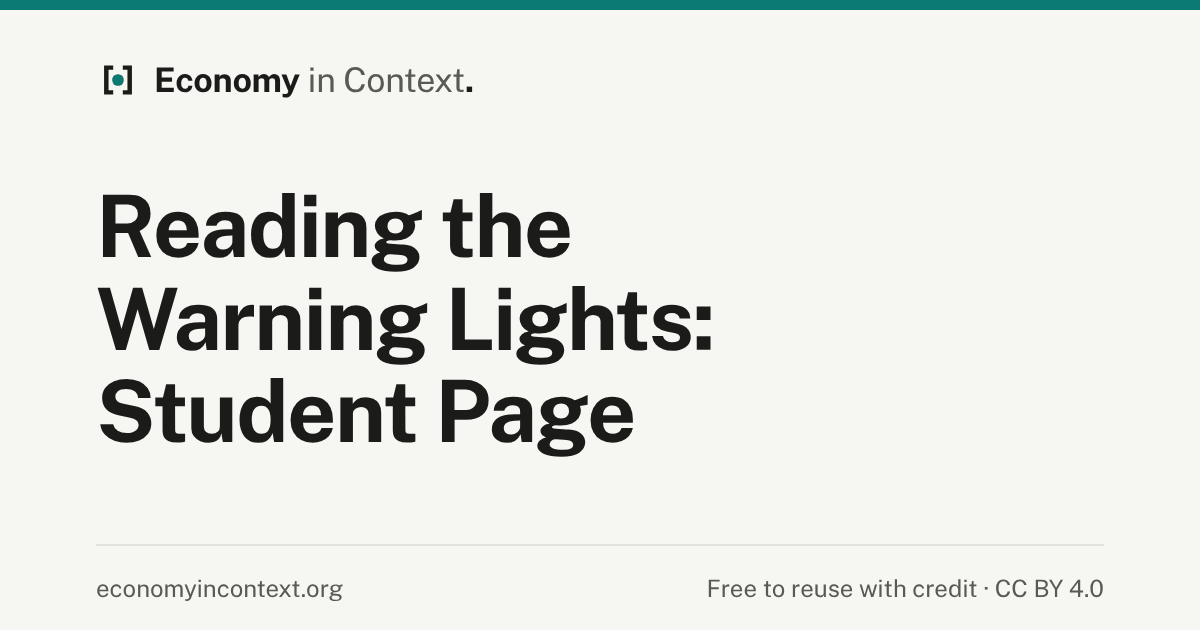 Economy in Context.
Reading the
Warning Lights:
Student Page
economyincontext.org
Free to reuse with credit · CC BY 4.0